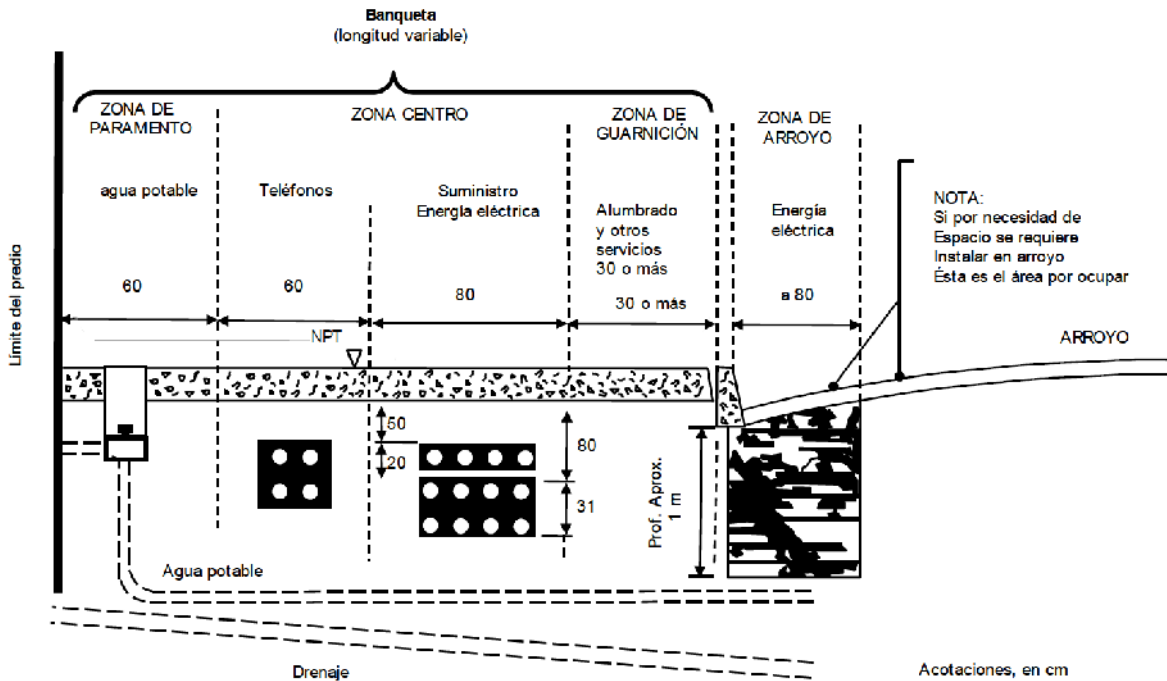 Banqueta
(longitud variable)
ZONA DE
PARAMENTO
ZONA CENTRO
ZONA DE
GUARNICIÓN
ZONA DE
ARROYO
agua potable
Teléfonos
Suministro
Energía eléctrica
Alumbrado
y otros
servicios
30 o más
Energía
eléctrica
NOTA:
Si por necesidad de
Espacio se requiere
Instalar en arroyo
Ésta es el área por ocupar
Límite del predio
60
60
80
30 o más
a 80
NPT
ARROYO
50
20
80
31
Prof. Aprox.
1 m
Agua potable
Drenaje
Acotaciones, en cm